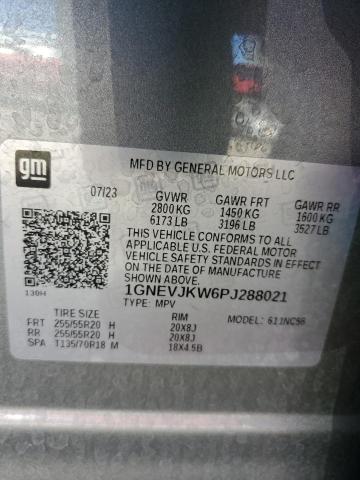 gm
MFD BY GENERAL MOTORS LLC
07/23 GVWR GAWR FRT GAWR RR
2800 KG 1450 KG 1600 KG
6173 LB 3196 LB 3527 LB
THIS VEHICLE CONFORMS TO ALL
APPLICABLE U.S. FEDERAL MOTOR
VEHICLE SAFETY STANDARDS IN
EFFECT ON THE DATE OF MANUFACTURE
SHOWN ABOVE.
1GNEVJKW6PJ288021
130H TYPE: MPV
TIRE SIZE RIM MODEL: 611NC56
FRT 255/55R20 H 20X8J
RR 255/55R20 H 20X8J
SPA T135/70R18 M 18X4.5B